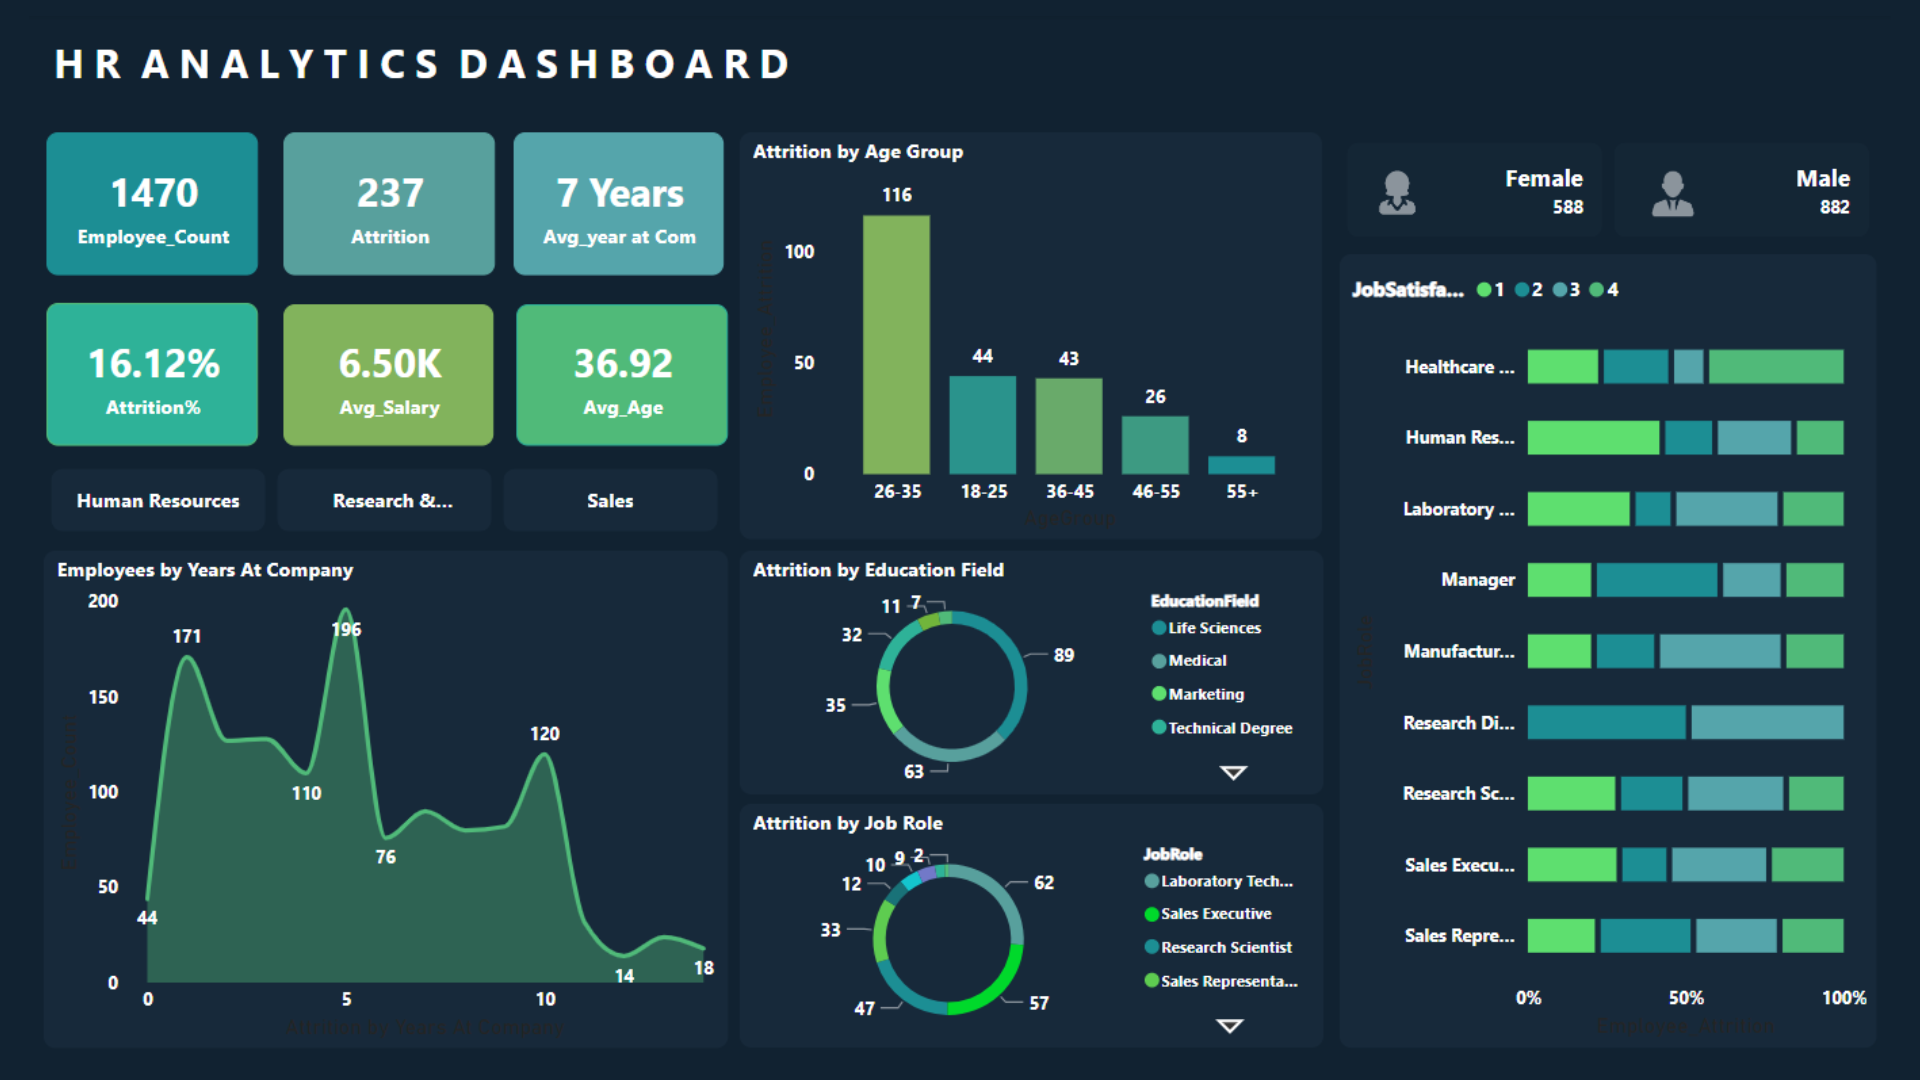 HR ANALYTICS DASHBOARD
1470
Employee_Count
237
Attrition
7 Years
Avg_year at Com
16.12%
Attrition%
6.50K
Avg_Salary
36.92
Avg_Age
Human Resources
Research &...
Sales
Employees by Years At Company
200
150
100
50
0
44
171
110
196
76
120
14
18
0
5
10
Attrition by Years At Company
Attrition by Age Group
100
50
0
116
44
43
26
8
26-35
18-25
36-45
46-55
55+
AgeGroup
Attrition by Education Field
11
7
32
35
63
89
EducationField
Life Sciences
Medical
Marketing
Technical Degree
Attrition by Job Role
10
9
2
12
33
47
57
62
JobRole
Laboratory Tech...
Sales Executive
Research Scientist
Sales Representa...
Female
588
Male
882
JobSatisfa...
1
2
3
4
Healthcare ...
Human Res...
Laboratory ...
Manager
Manufactur...
Research Di...
Research Sc...
Sales Execu...
Sales Repre...
0%
50%
100%
Employee_Attrition